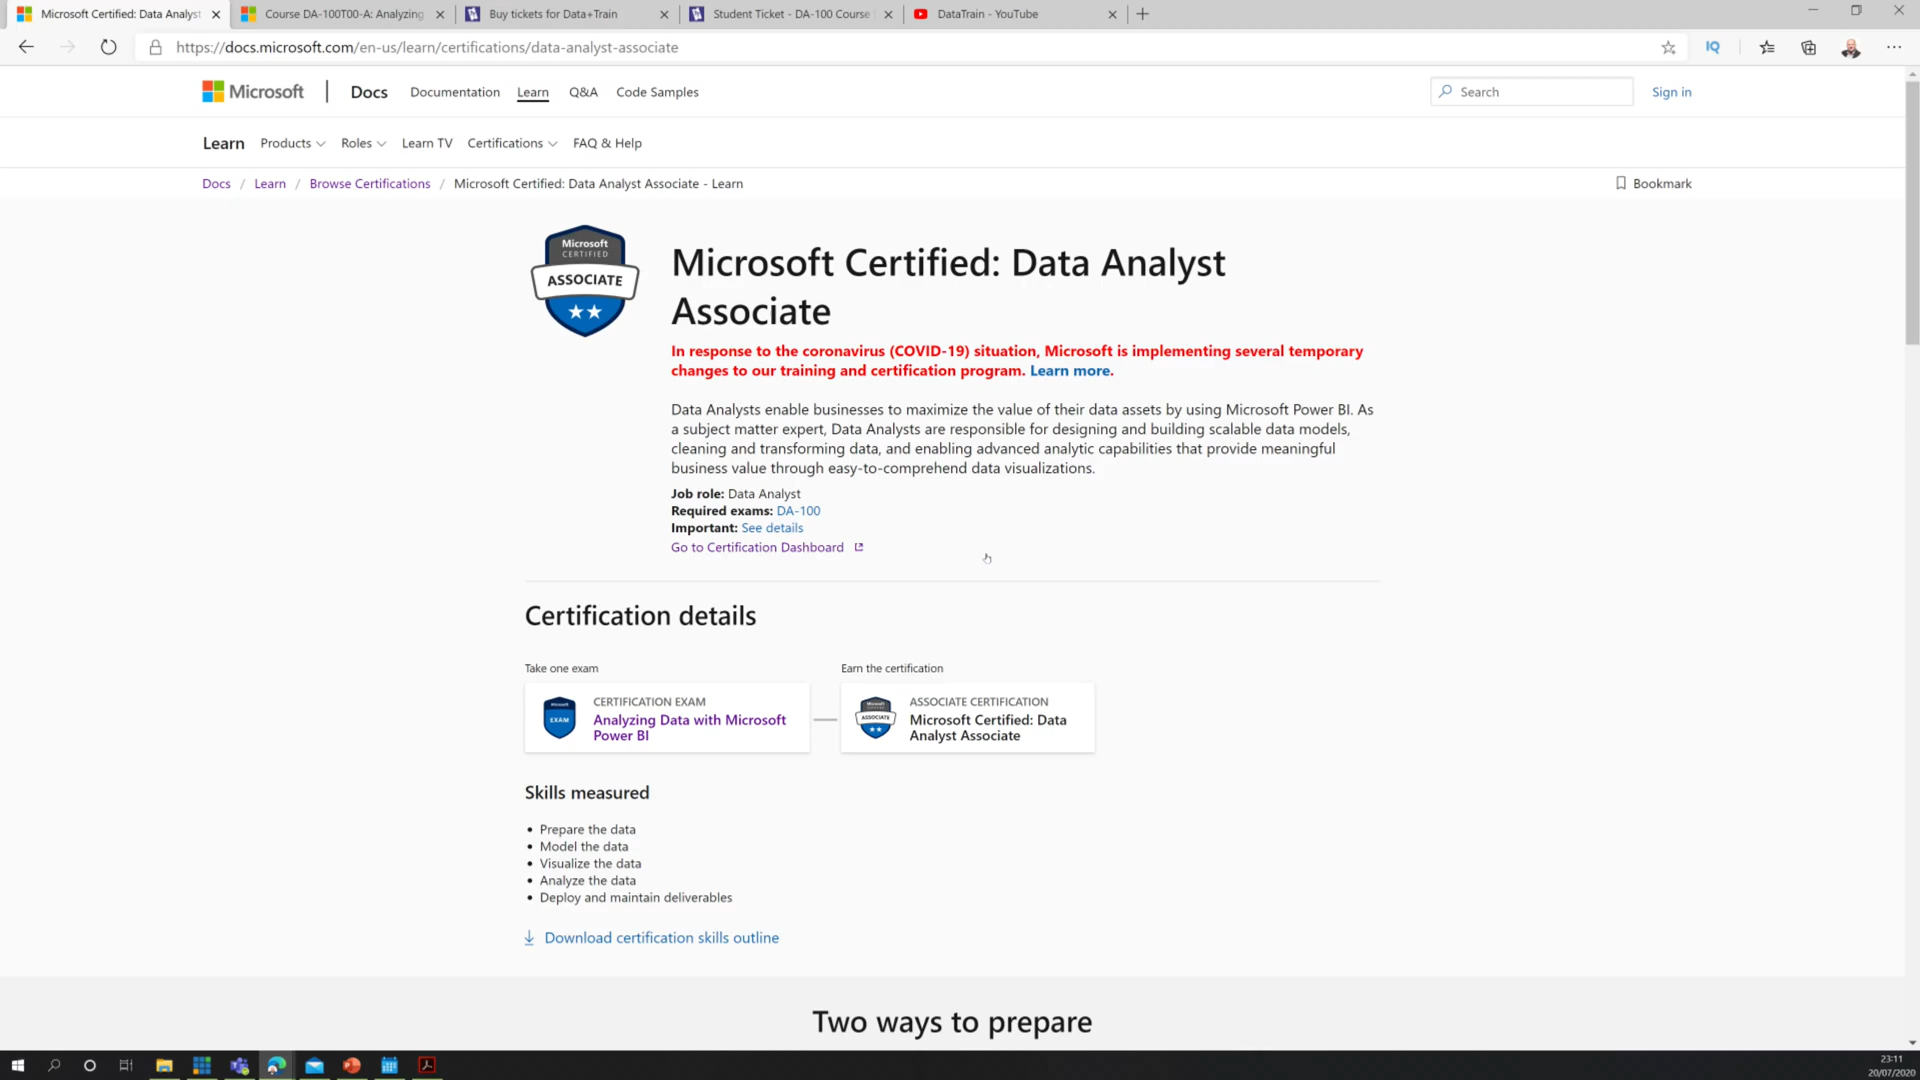 Microsoft Certified: Data Analyst
Course DA-100T00-A: Analyzing
Buy tickets for Data+Train
Student Ticket - DA-100 Course
DataTrain - YouTube
https://docs.microsoft.com/en-us/learn/certifications/data-analyst-associate
IQ
Microsoft
Docs
Documentation
Learn
Q&A
Code Samples
Search
Sign in
Learn
Products
Roles
Learn TV
Certifications
FAQ & Help
Docs / Learn / Browse Certifications / Microsoft Certified: Data Analyst Associate - Learn
Bookmark
Microsoft
CERTIFIED
ASSOCIATE
Microsoft Certified: Data Analyst
Associate
In response to the coronavirus (COVID-19) situation, Microsoft is implementing several temporary
changes to our training and certification program. Learn more.
Data Analysts enable businesses to maximize the value of their data assets by using Microsoft Power BI. As
a subject matter expert, Data Analysts are responsible for designing and building scalable data models,
cleaning and transforming data, and enabling advanced analytic capabilities that provide meaningful
business value through easy-to-comprehend data visualizations.
Job role: Data Analyst
Required exams: DA-100
Important: See details
Go to Certification Dashboard
Certification details
Take one exam
Earn the certification
Microsoft
EXAM
CERTIFICATION EXAM
Analyzing Data with Microsoft
Power BI
Microsoft
CERTIFIED
ASSOCIATE
ASSOCIATE CERTIFICATION
Microsoft Certified: Data
Analyst Associate
Skills measured
• Prepare the data
• Model the data
• Visualize the data
• Analyze the data
• Deploy and maintain deliverables
Download certification skills outline
Two ways to prepare
23:11
20/07/2020